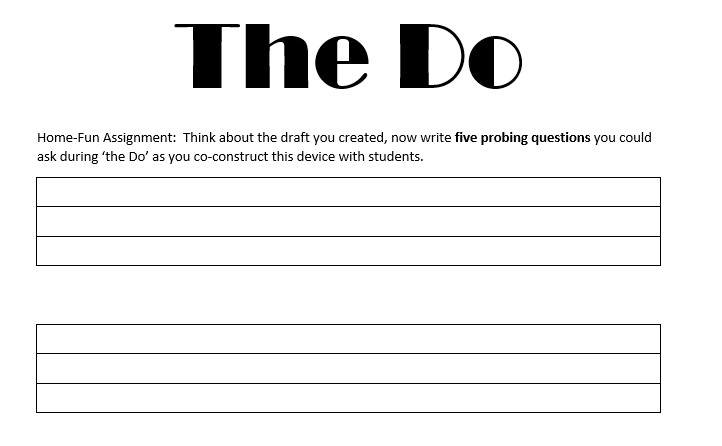 The Do
Home-Fun Assignment:  Think about the draft you created, now write five probing questions you could
ask during ‘the Do’ as you co-construct this device with students.